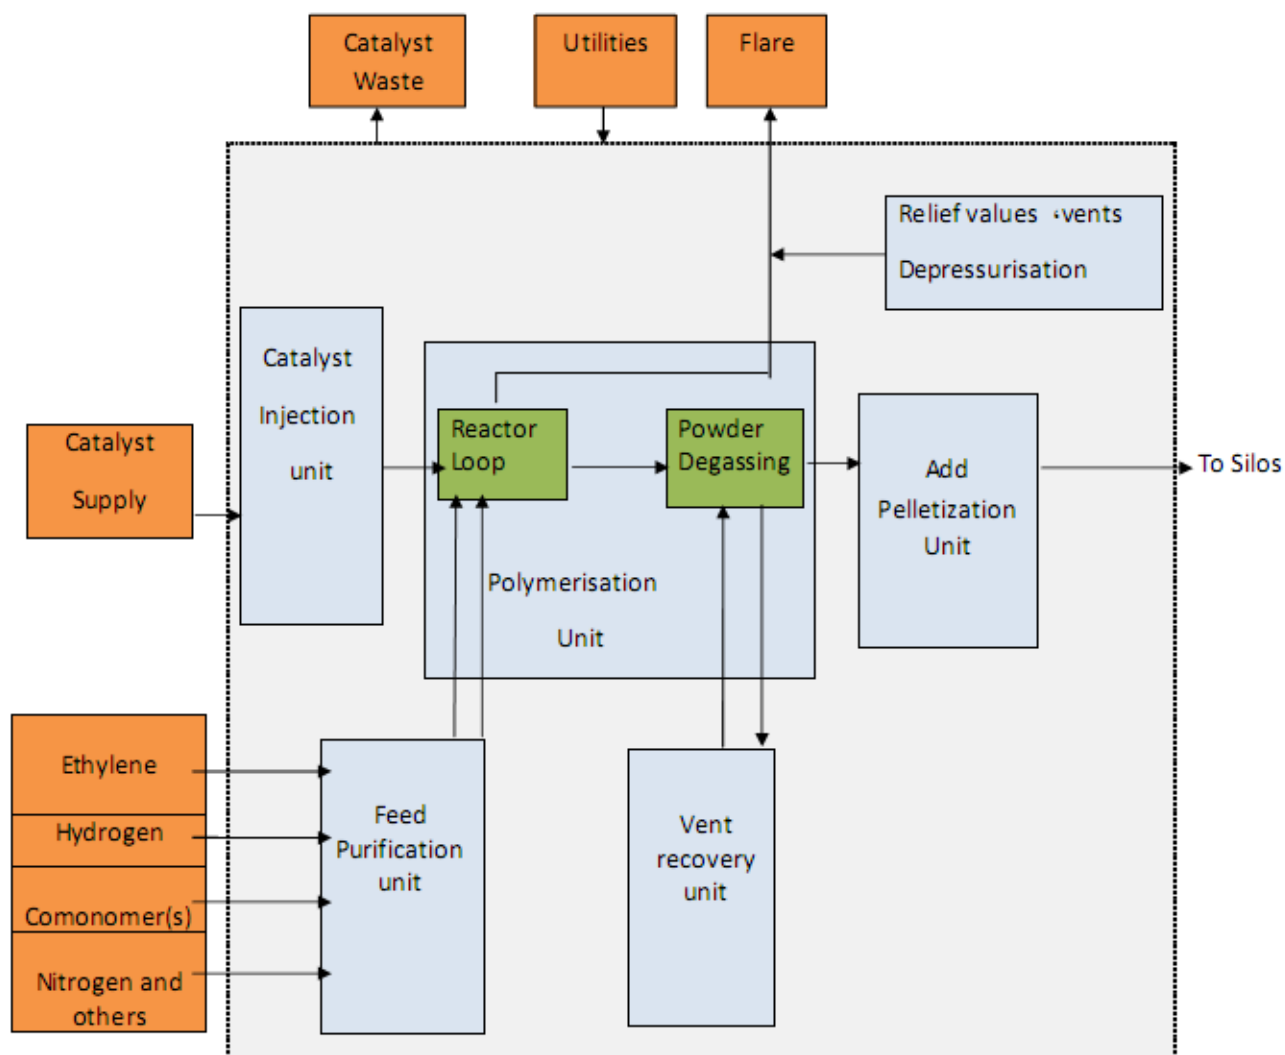 Catalyst
Waste
Utilities
Flare
Relief values vents
Depressurisation
Catalyst
Injection
unit
Reactor
Loop
Powder
Degassing
Catalyst
Supply
Add
Pelletization
Unit
To Silos
Polymerisation
Unit
Ethylene
Hydrogen
Comonomer(s)
Nitrogen and
others
Feed
Purification
unit
Vent
recovery
unit